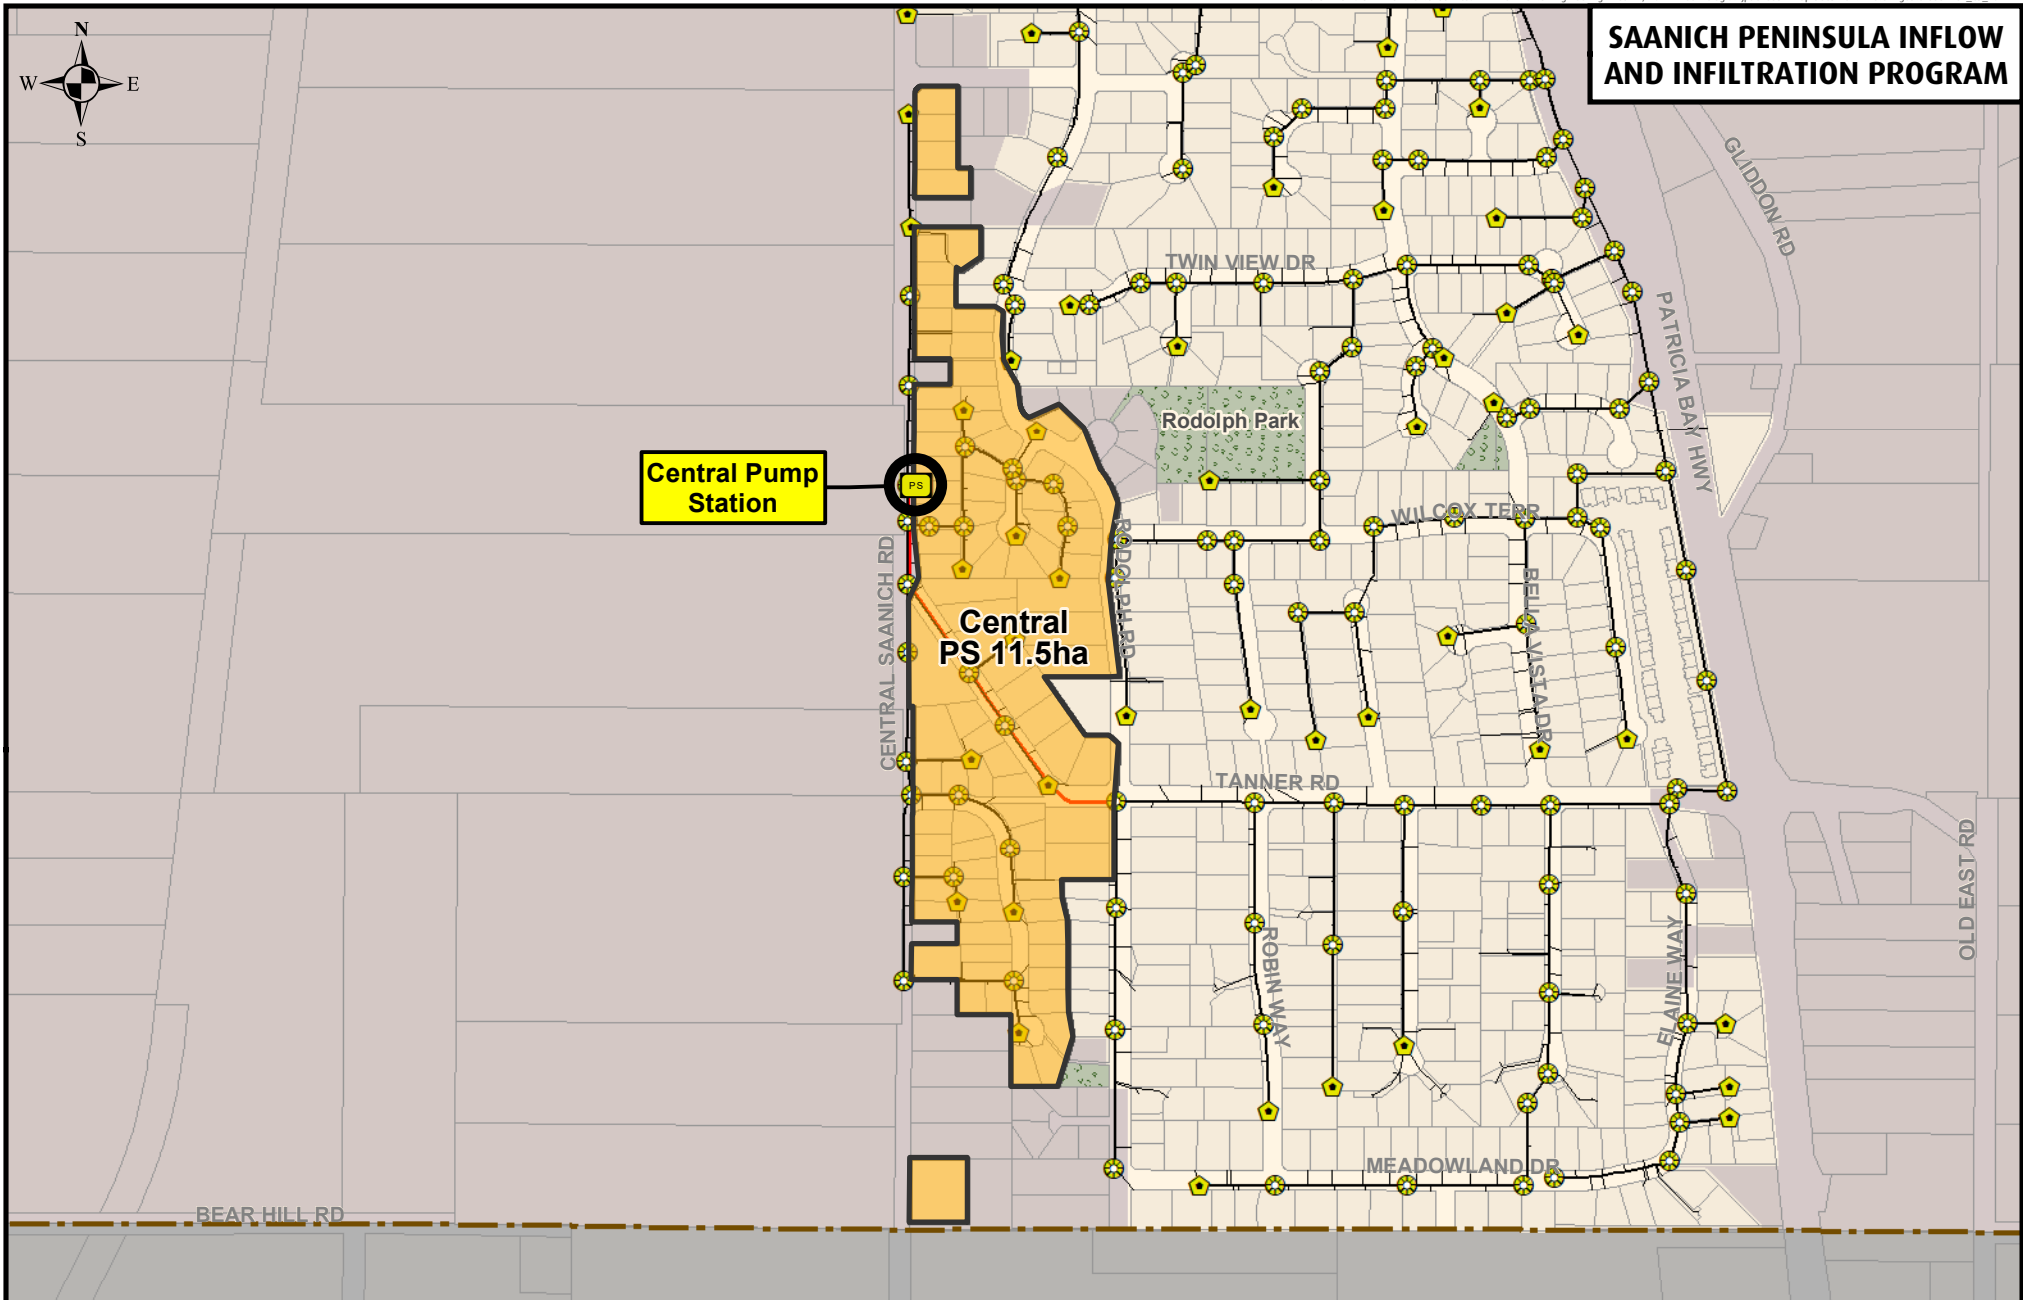 SAANICH PENINSULA INFLOW
AND INFILTRATION PROGRAM
N
W
E
S
GLIDDON RD
TWIN VIEW DR
PATRICIA BAY HWY
Rodolph Park
Central Pump
Station
PS
WILCOX TERR
RODOLPH RD
CENTRAL SAANICH RD
BELLA VISTA DR
Central
PS 11.5ha
TANNER RD
OLD EAST RD
ROBIN WAY
ELAINE WAY
MEADOWLAND DR
BEAR HILL RD